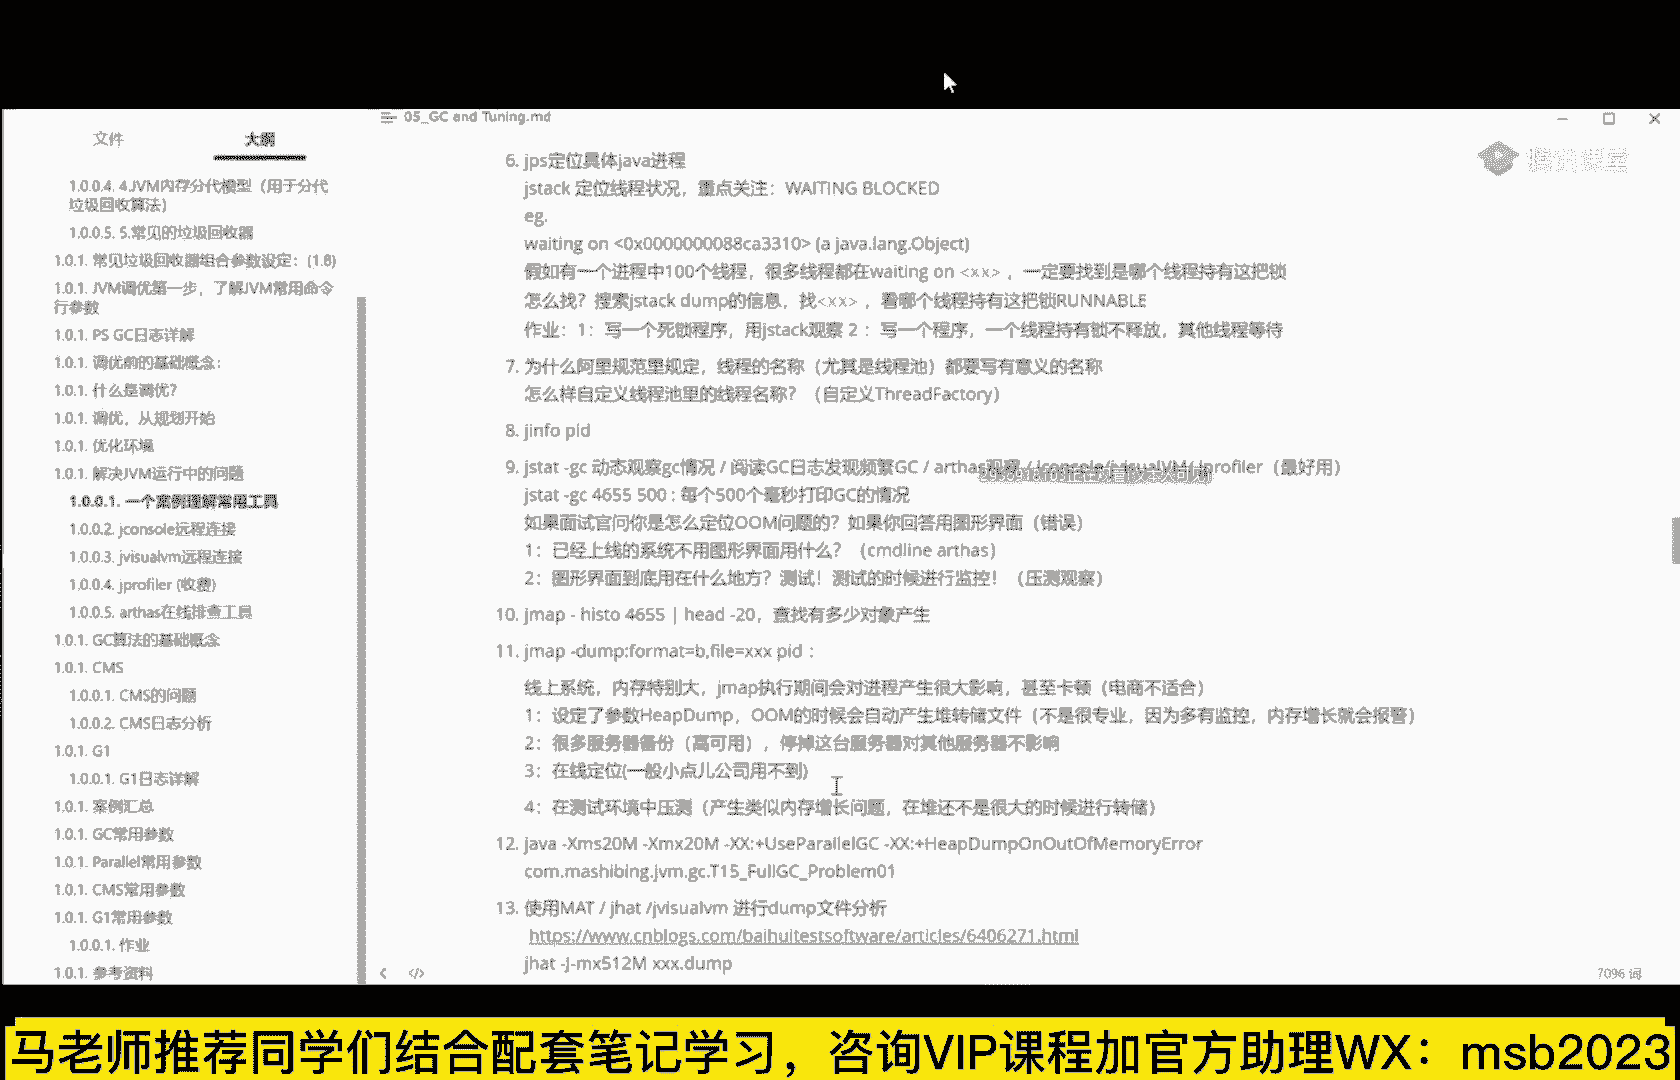 05_GC and Tuning.md
文件
大纲
1.0.0.4. 4.JVM内存分代模型（用于分代
垃圾回收算法）
1.0.0.5. 5.常见的垃圾回收器
1.0.1. 常见垃圾回收器组合参数设定：(1.8)
1.0.1. JVM调优第一步，了解JVM常用命令
行参数
1.0.1. PS GC日志详解
1.0.1. 调优前的基础概念：
1.0.1. 什么是调优？
1.0.1. 调优，从规划开始
1.0.1. 优化环境
1.0.1. 解决JVM运行中的问题
1.0.0.1. 一个案例理解常用工具
1.0.0.2. jconsole远程连接
1.0.0.3. jvisualvm远程连接
1.0.0.4. jprofiler (收费)
1.0.0.5. arthas在线排查工具
1.0.1. GC算法的基础概念
1.0.1. CMS
1.0.0.1. CMS的问题
1.0.0.2. CMS日志分析
1.0.1. G1
1.0.0.1. G1日志详解
1.0.1. 案例汇总
1.0.1. GC常用参数
1.0.1. Parallel常用参数
1.0.1. CMS常用参数
1.0.1. G1常用参数
1.0.0.1. 作业
1.0.1. 参考资料
腾讯课堂
6. jps定位具体java进程
jstack 定位线程状况，重点关注：WAITING BLOCKED
eg.
waiting on <0x0000000088ca3310> (a java.lang.Object)
假如有一个进程中100个线程，很多线程都在waiting on <xx> ，一定要找到是哪个线程持有这把锁
怎么找？搜索jstack dump的信息，找<xx> ，看哪个线程持有这把锁RUNNABLE
作业：1：写一个死锁程序，用jstack观察 2 ：写一个程序，一个线程持有锁不释放，其他线程等待
7. 为什么阿里规范里规定，线程的名称（尤其是线程池）都要写有意义的名称
怎么样自定义线程池里的线程名称？（自定义ThreadFactory）
8. jinfo pid
9. jstat -gc 动态观察gc情况 / 阅读GC日志发现频繁GC / arthas观察 / jconsole/jvisualVM/ Jprofiler（最好用）
jstat -gc 4655 500 : 每个500个毫秒打印GC的情况
如果面试官问你是怎么定位OOM问题的？如果你回答用图形界面（错误）
1：已经上线的系统不用图形界面用什么？（cmdline arthas）
2：图形界面到底用在什么地方？测试！测试的时候进行监控！（压测观察）
10. jmap - histo 4655 | head -20，查找有多少对象产生
11. jmap -dump:format=b,file=xxx pid ：
线上系统，内存特别大，jmap执行期间会对进程产生很大影响，甚至卡顿（电商不适合）
1：设定了参数HeapDump，OOM的时候会自动产生堆转储文件（不是很专业，因为多有监控，内存增长就会报警）
2：很多服务器备份（高可用），停掉这台服务器对其他服务器不影响
3：在线定位(一般小点儿公司用不到)
4：在测试环境中压测（产生类似内存增长问题，在堆还不是很大的时候进行转储）
12. java -Xms20M -Xmx20M -XX:+UseParallelGC -XX:+HeapDumpOnOutOfMemoryError
com.mashibing.jvm.gc.T15_FullGC_Problem01
13. 使用MAT / jhat /jvisualvm 进行dump文件分析
https://www.cnblogs.com/baihuitestsoftware/articles/6406271.html
jhat -J-mx512M xxx.dump
7096 词
马老师推荐同学们结合配套笔记学习，咨询VIP课程加官方助理WX：msb2023